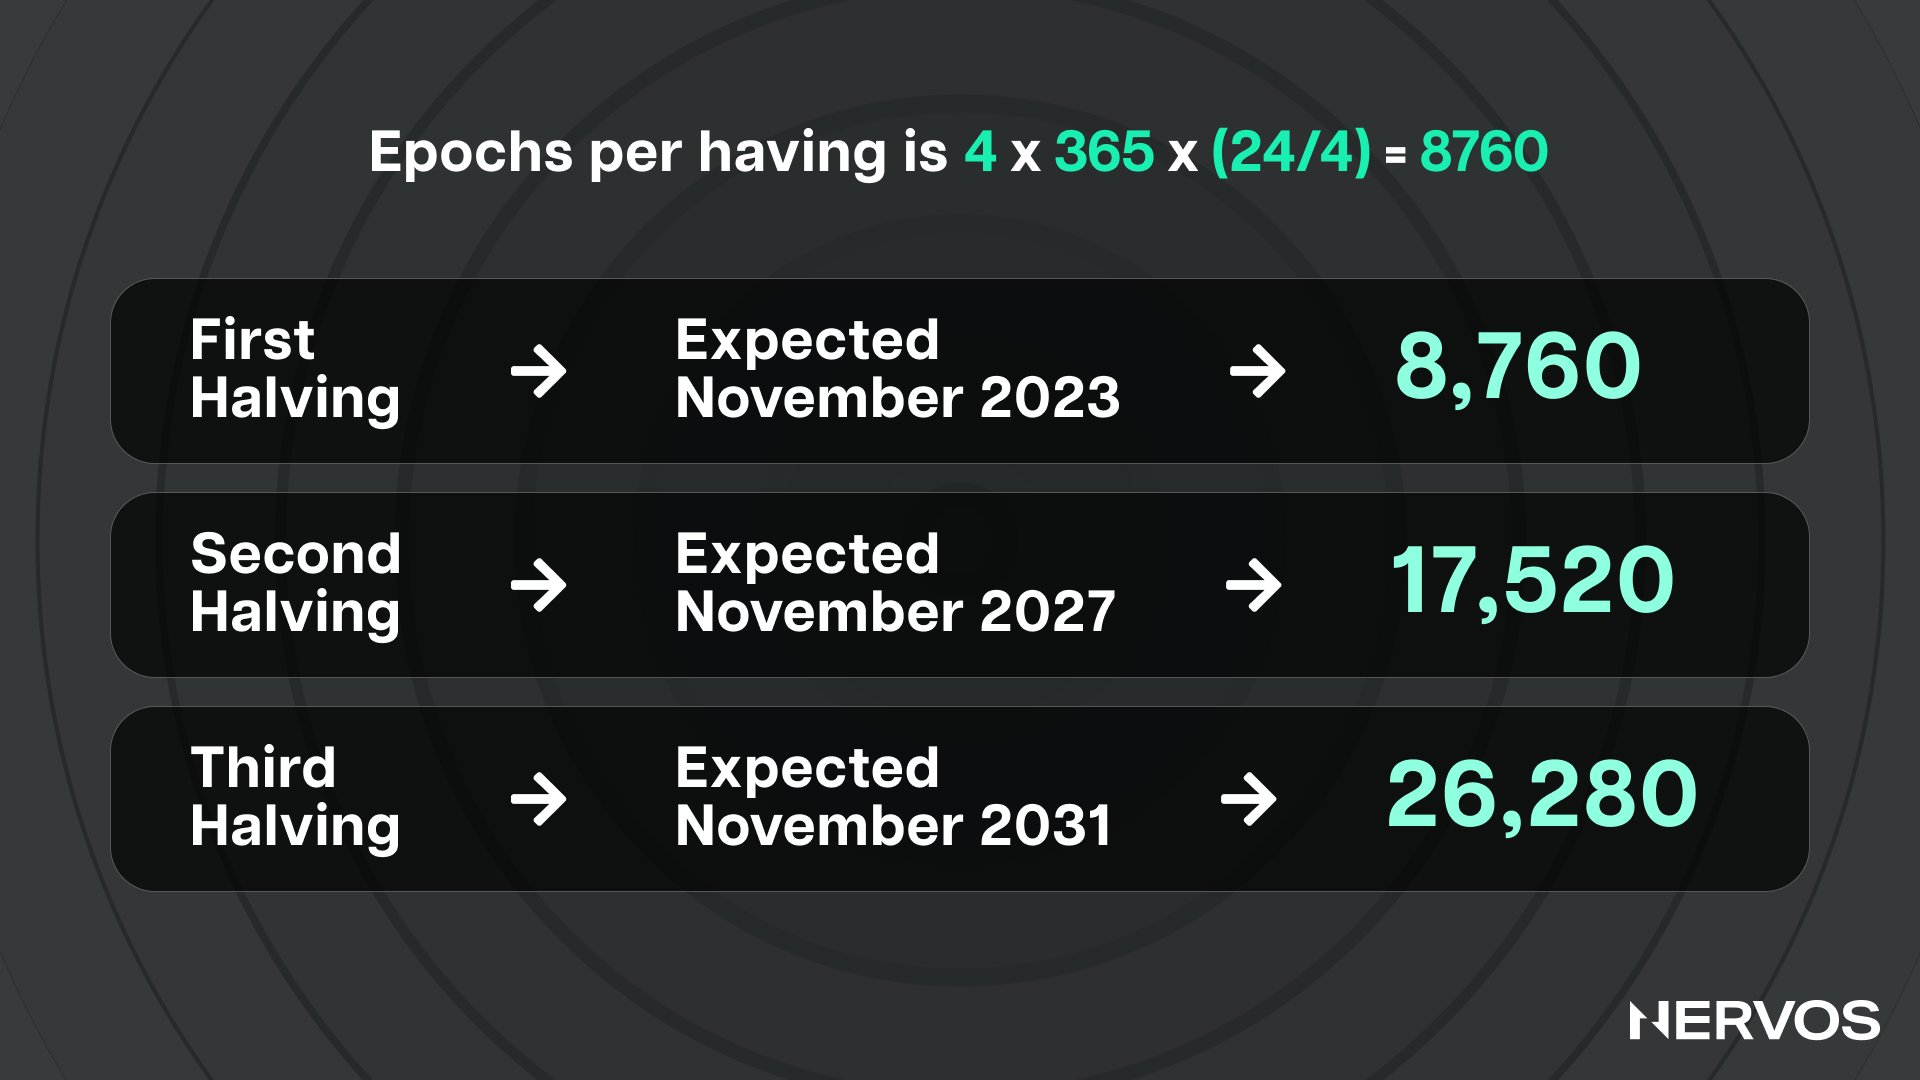 Epochs per having is 4 x 365 x (24/4) = 8760
First
Halving
→
Expected
November 2023
→
8,760
Second
Halving
→
Expected
November 2027
→
17,520
Third
Halving
→
Expected
November 2031
→
26,280
NERVOS